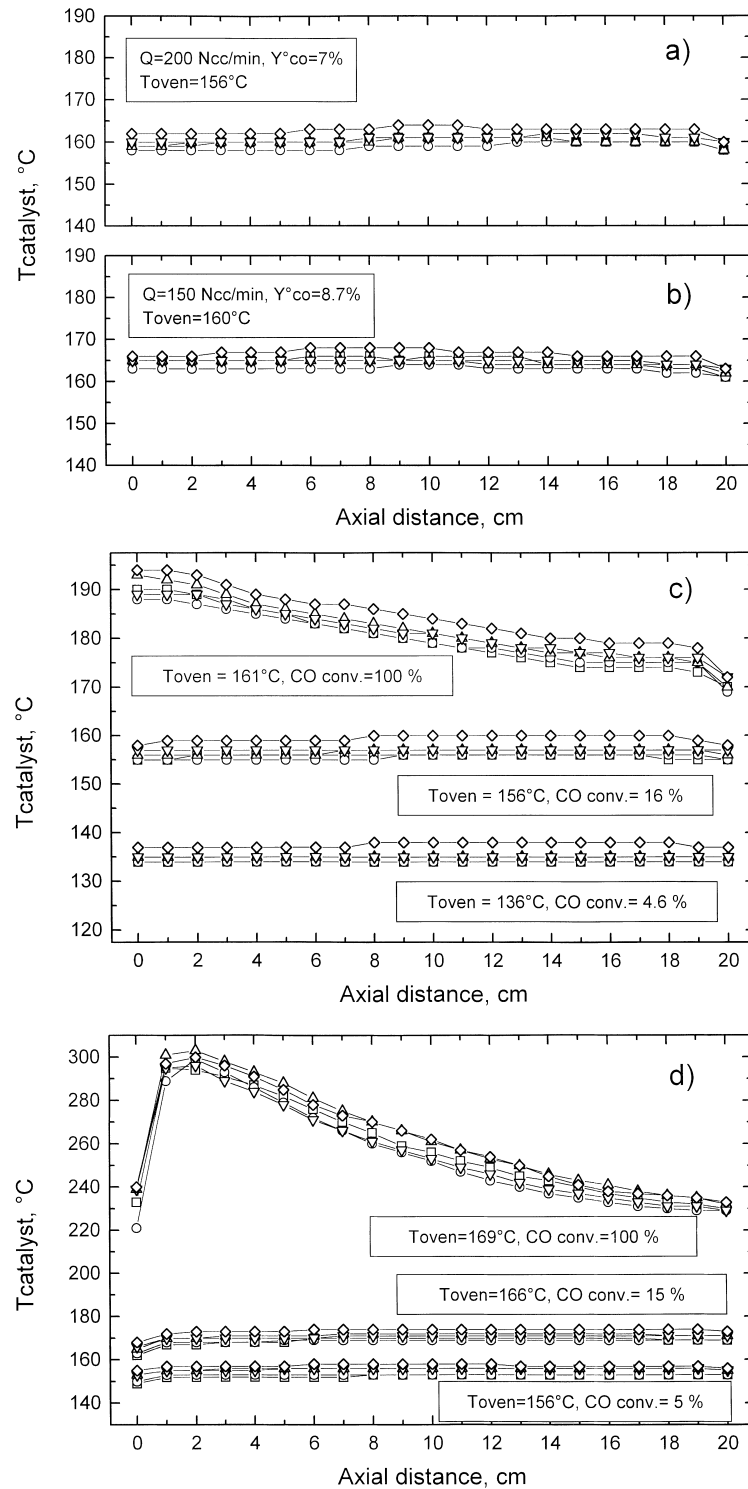 a)
Q=200 Ncc/min, Y°co=7%
Toven=156°C
190
180
170
160
150
140
b)
Q=150 Ncc/min, Y°co=8.7%
Toven=160°C
190
180
170
160
150
140
Tcatalyst, °C
0 2 4 6 8 10 12 14 16 18 20
Axial distance, cm
c)
190
180
170
160
150
140
130
120
Tcatalyst, °C
Toven = 161°C, CO conv.=100 %
Toven = 156°C, CO conv.= 16 %
Toven = 136°C, CO conv.= 4.6 %
0 2 4 6 8 10 12 14 16 18 20
Axial distance, cm
d)
300
280
260
240
220
200
190
170
150
140
Tcatalyst, °C
Toven=169°C, CO conv.=100 %
Toven=166°C, CO conv.= 15 %
Toven=156°C, CO conv.= 5 %
0 2 4 6 8 10 12 14 16 18 20
Axial distance, cm